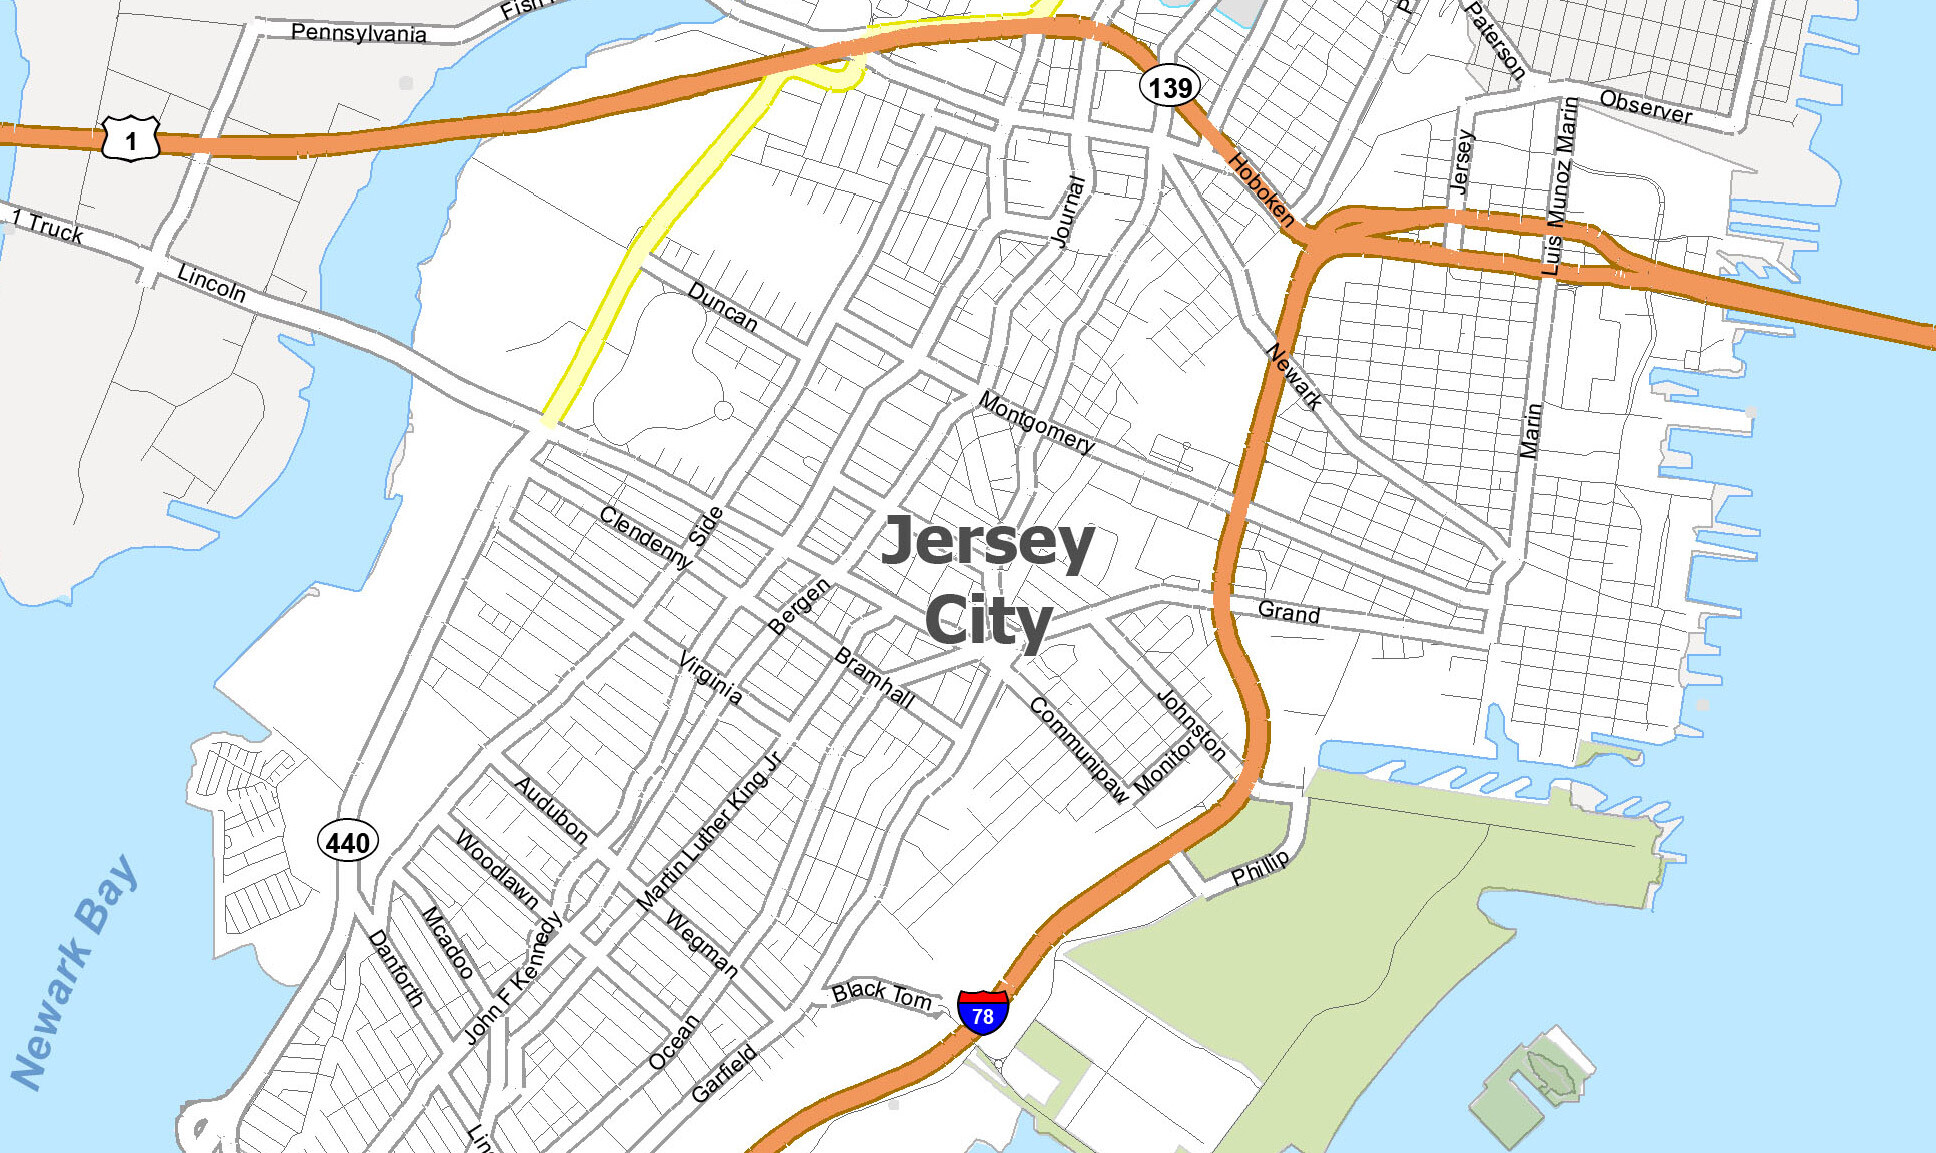 Fish
Pennsylvania
Paterson
139
Observer
1
Jersey
Luis Munoz Marin
Hoboken
Journal
1 Truck
Lincoln
Duncan
Newark
Montgomery
Marin
Side
Clendenny
Jersey
City
Bergen
Grand
Virginia
Bramhall
Communipaw
Johnston
Monitor
Audubon
Martin Luther King Jr
440
Woodlawn
Phillip
Mcadoo
Danforth
Wegman
John F Kennedy
Newark Bay
Black Tom
78
Ocean
Garfield
Lin